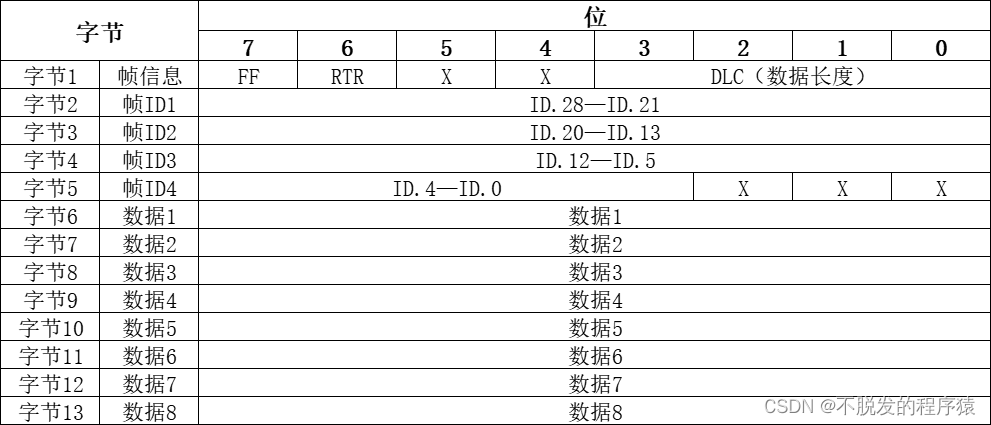 字节 位
7 6 5 4 3 2 1 0
字节1 帧信息 FF RTR X X DLC（数据长度）
字节2 帧ID1 ID.28—ID.21
字节3 帧ID2 ID.20—ID.13
字节4 帧ID3 ID.12—ID.5
字节5 帧ID4 ID.4—ID.0 X X X
字节6 数据1 数据1
字节7 数据2 数据2
字节8 数据3 数据3
字节9 数据4 数据4
字节10 数据5 数据5
字节11 数据6 数据6
字节12 数据7 数据7
字节13 数据8 数据8
CSDN @不脱发的程序猿